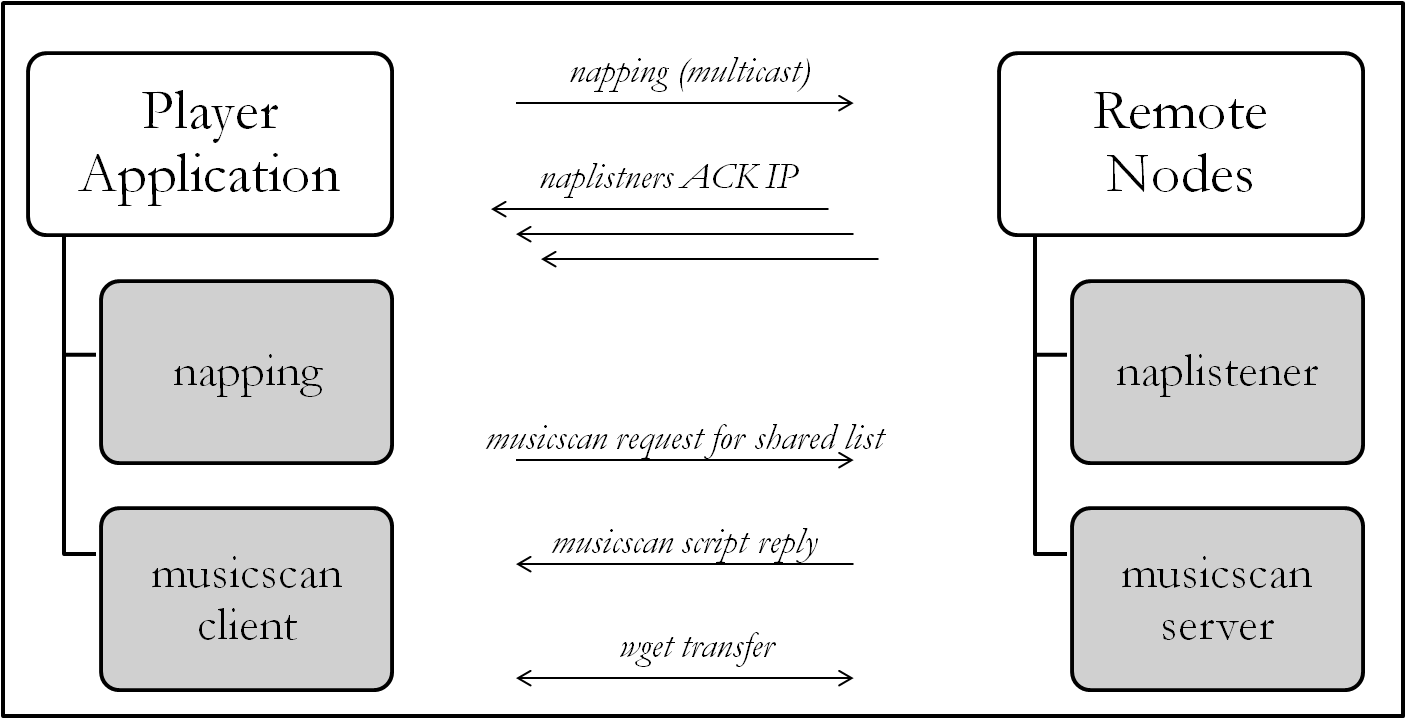 Player
Application
napping
musicscan
client
napping (multicast)
naplistners ACK IP
musicscan request for shared list
musicscan script reply
wget transfer
Remote
Nodes
naplistener
musicscan
server